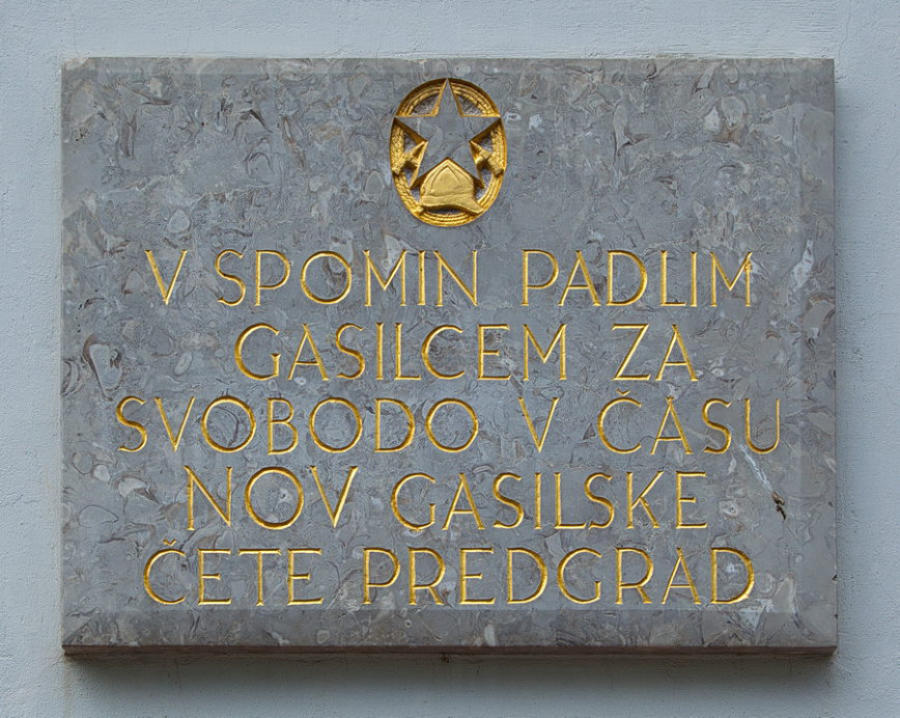 V SPOMIN PADLIM
GASILCEM ZA
SVOBODO V ČASU
NOV GASILSKE
ČETE PREDGRAD